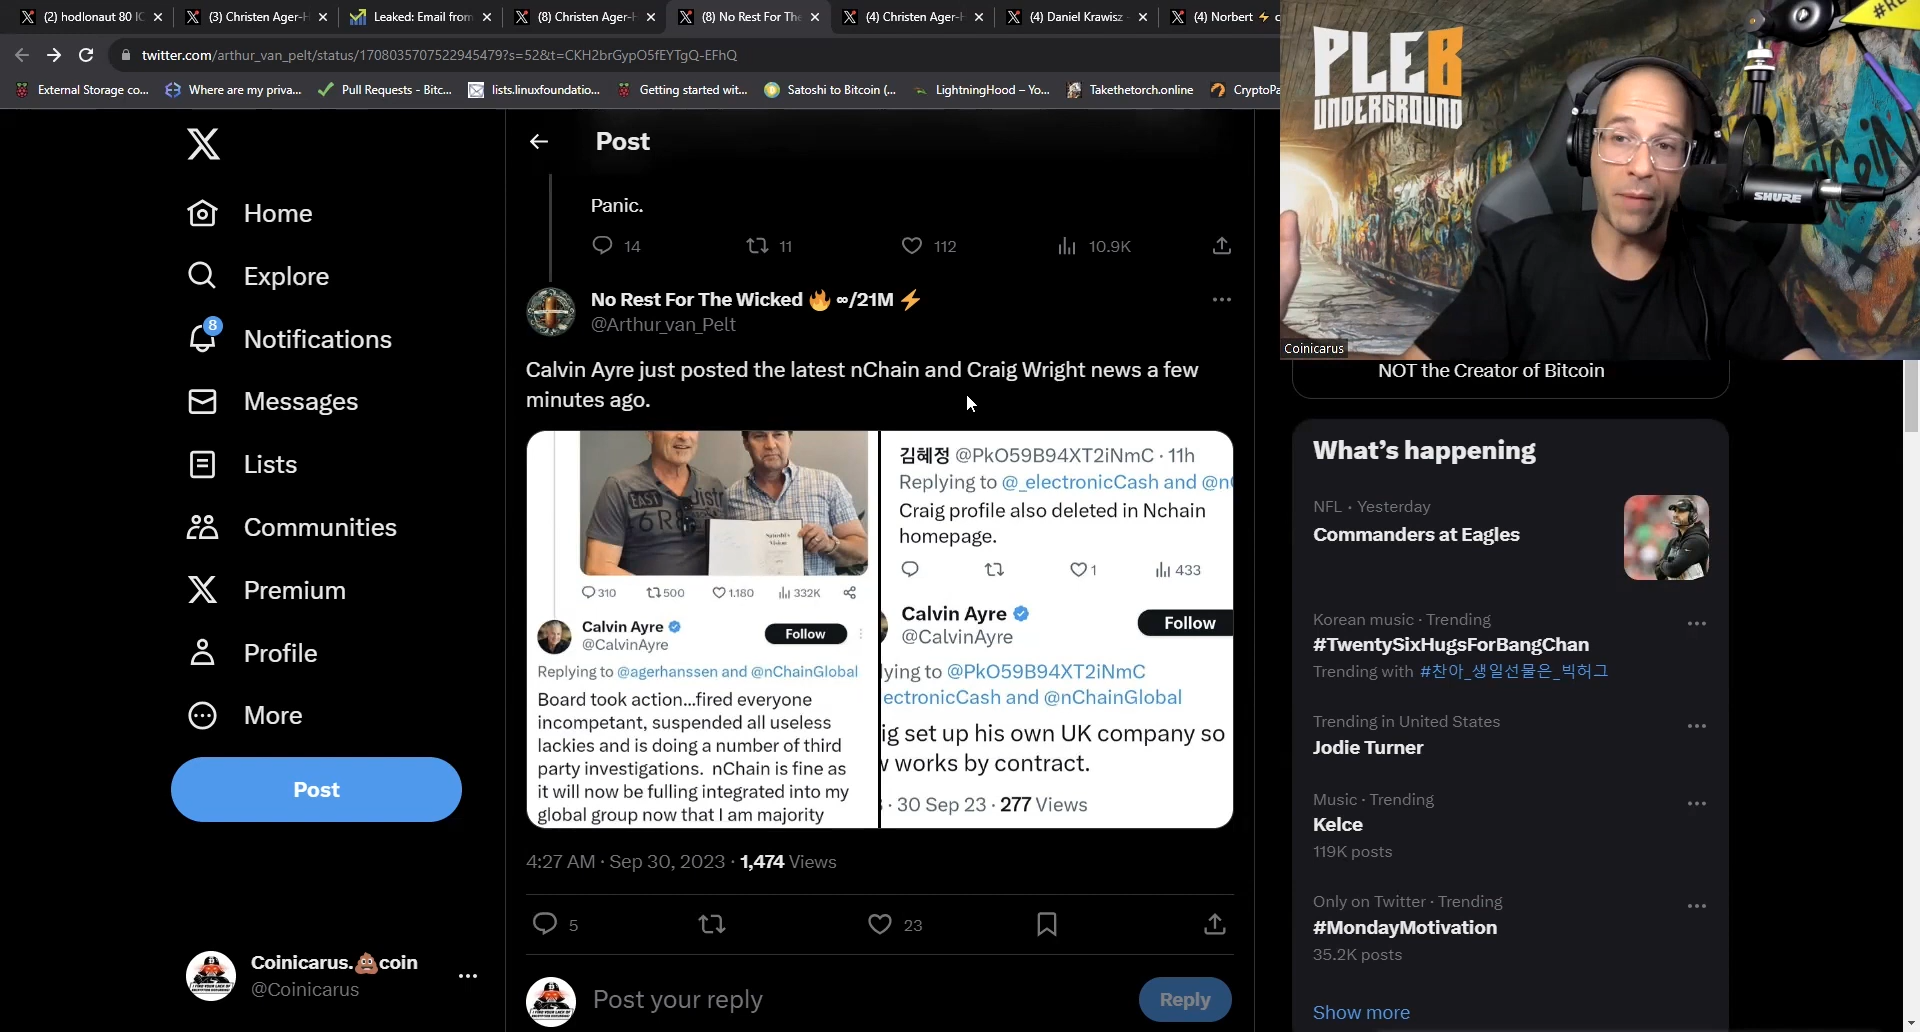 (2) hodlonaut 80 IC
(3) Christen Ager-H
Leaked: Email from
(8) Christen Ager-H
(8) No Rest For The
(4) Christen Ager-H
(4) Daniel Krawisz -
(4) Norbert ⚡ c
twitter.com/arthur_van_pelt/status/1708035707522945479?s=52&t=CKH2brGypO5fEYTgQ-EFhQ
External Storage co...
Where are my priva...
Pull Requests - Bitc...
lists.linuxfoundatio...
Getting started wit...
Satoshi to Bitcoin (...
LightningHood – Yo...
Takethetorch.online
CryptoPa
PLEB
UNDERGROUND
SHURE
Coinicarus
Home
Explore
8
Notifications
Messages
Lists
Communities
Premium
Profile
More
Post
Coinicarus.💩coin
@Coinicarus
Post
Panic.
14
11
112
10.9K
No Rest For The Wicked 🔥 ∞/21M ⚡
@Arthur_van_Pelt
Calvin Ayre just posted the latest nChain and Craig Wright news a few
minutes ago.
EAST
6R
Satoshi's
Vision
310
500
1.180
332K
Calvin Ayre
@CalvinAyre
Follow
Replying to @agerhanssen and @nChainGlobal
Board took action...fired everyone
incompetant, suspended all useless
lackies and is doing a number of third
party investigations. nChain is fine as
it will now be fulling integrated into my
global group now that I am majority
김혜정 @PkO59B94XT2iNmC · 11h
Replying to @_electronicCash and @n
Craig profile also deleted in Nchain
homepage.
1
433
Calvin Ayre
@CalvinAyre
Follow
lying to @PkO59B94XT2iNmC
ectronicCash and @nChainGlobal
ig set up his own UK company so
works by contract.
· 30 Sep 23 · 277 Views
4:27 AM · Sep 30, 2023 · 1,474 Views
5
23
Post your reply
Reply
NOT the Creator of Bitcoin
What's happening
NFL · Yesterday
Commanders at Eagles
Korean music · Trending
#TwentySixHugsForBangChan
Trending with #찬아_생일선물은_빅허그
Trending in United States
Jodie Turner
Music · Trending
Kelce
119K posts
Only on Twitter · Trending
#MondayMotivation
35.2K posts
Show more